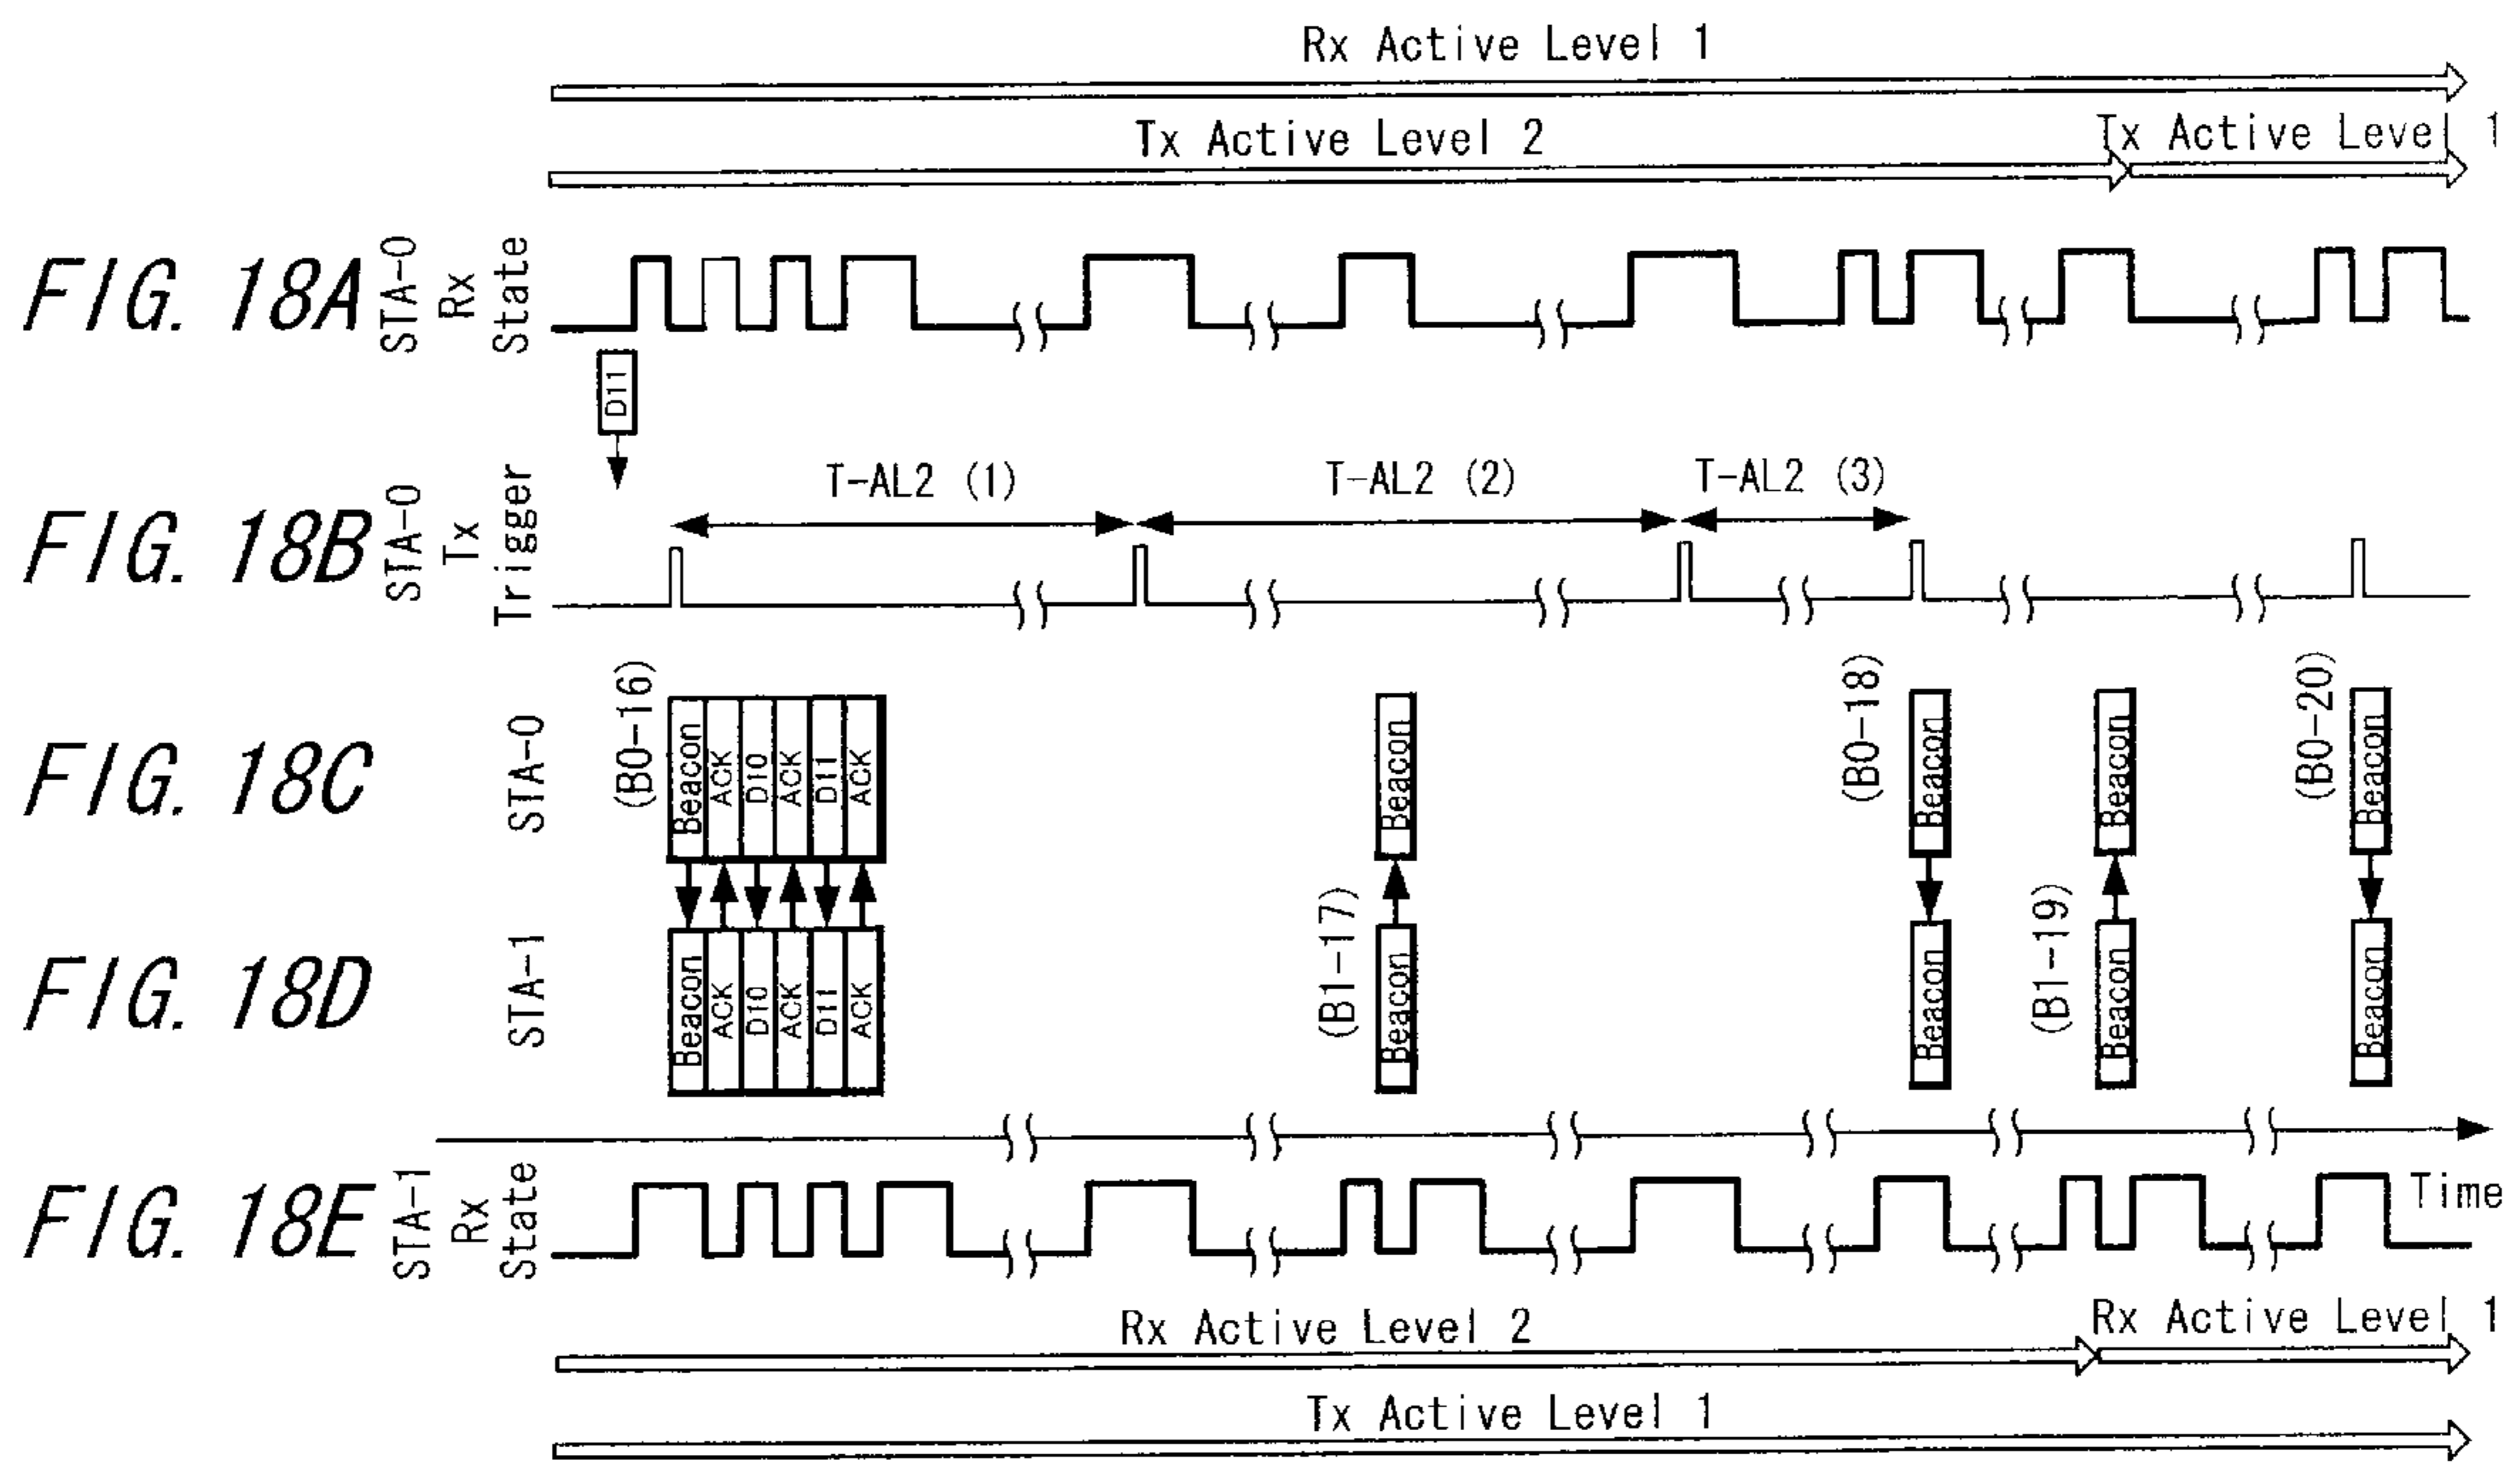 Rx Active Level 1
Tx Active Level 2
Tx Active Level 1
FIG. 18A
STA-0
Rx
State
D11
FIG. 18B
STA-0
Tx
Trigger
T-AL2 (1)
T-AL2 (2)
T-AL2 (3)
FIG. 18C
STA-0
(B0-16)
Beacon
ACK
D10
ACK
D11
ACK
Beacon
(B0-18)
Beacon
Beacon
(B0-20)
Beacon
FIG. 18D
STA-1
Beacon
ACK
D10
ACK
D11
ACK
(B1-17)
Beacon
Beacon
(B1-19)
Beacon
Beacon
FIG. 18E
STA-1
Rx
State
Time
Rx Active Level 2
Rx Active Level 1
Tx Active Level 1